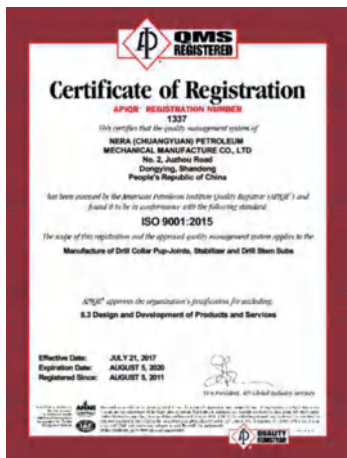 QMS
REGISTERED
Certificate of Registration
APIQR® REGISTRATION NUMBER
1337
This certifies that the quality management system of
NERA (CHUANGYUAN) PETROLEUM
MECHANICAL MANUFACTURE CO., LTD
No. 2, Juzhou Road
Dongying, Shandong
People's Republic of China
has been assessed by the American Petroleum Institute Quality Registrar (APIQR®) and
found it to be in conformance with the following standard:
ISO 9001:2015
The scope of this registration and the approved quality management system applies to the
Manufacture of Drill Collar Pup-Joints, Stabilizer and Drill Stem Subs
APIQR® approves the organization's justification for excluding:
8.3 Design and Development of Products and Services
Effective Date: JULY 21, 2017
Expiration Date: AUGUST 5, 2020
Registered Since: AUGUST 5, 2011
Vice President, API Global Industry Services
QUALITY
REGISTRAR